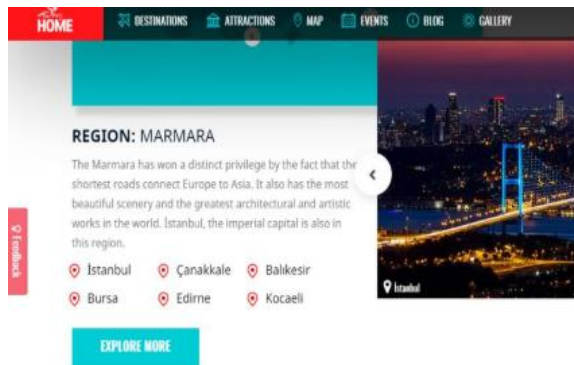 HOME
DESTINATIONS
ATTRACTIONS
MAP
EVENTS
BLOG
GALLERY
REGION: MARMARA
The Marmara has won a distinct privilege by the fact that the
shortest roads connect Europe to Asia. It also has the most
beautiful scenery and the greatest architectural and artistic
works in the world. İstanbul, the imperial capital is also in
this region.
İstanbul Çanakkale Balıkesir
Bursa Edirne Kocaeli
EXPLORE MORE
Feedback
İstanbul